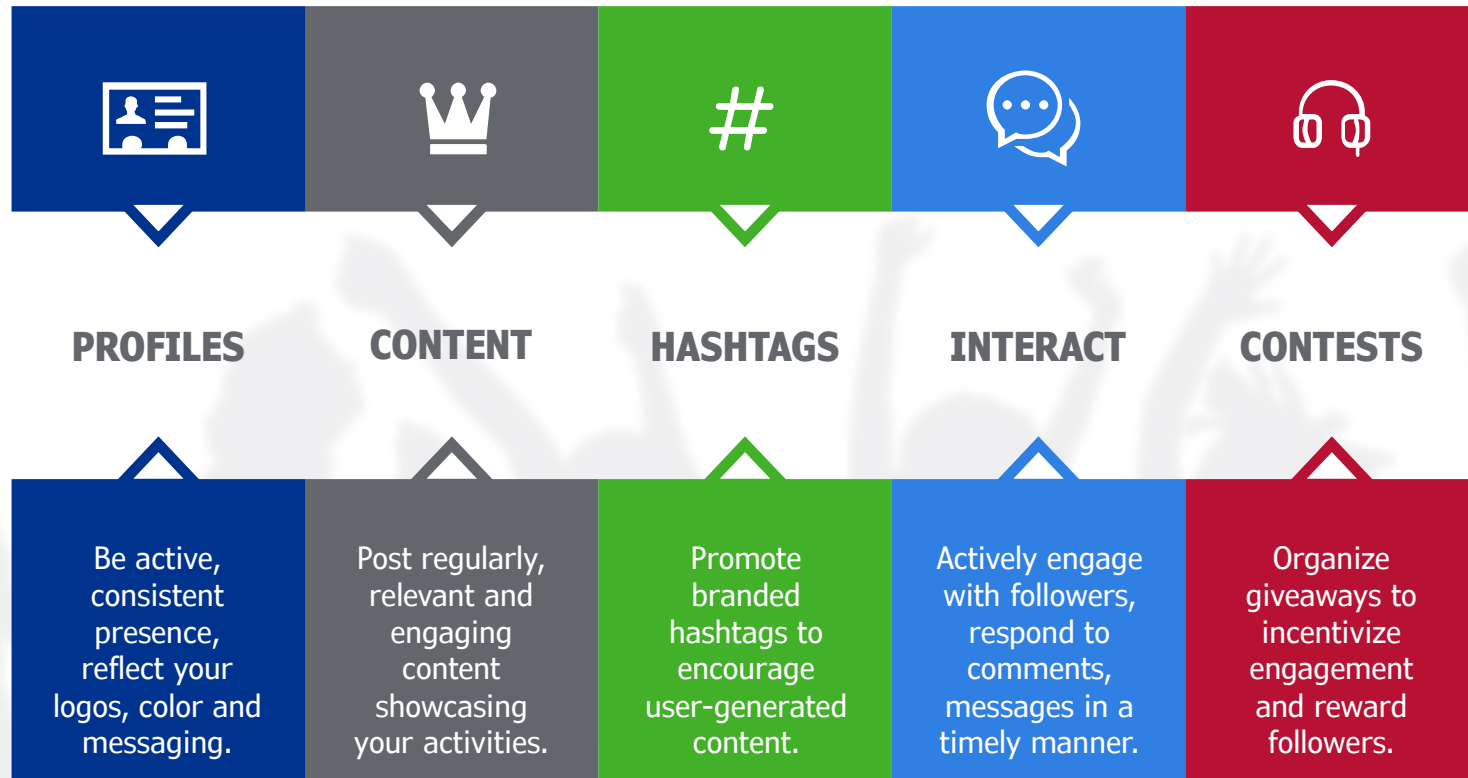 #
PROFILES
CONTENT
HASHTAGS
INTERACT
CONTESTS
Be active,
consistent
presence,
reflect your
logos, color and
messaging.
Post regularly,
relevant and
engaging
content
showcasing
your activities.
Promote
branded
hashtags to
encourage
user-generated
content.
Actively engage
with followers,
respond to
comments,
messages in a
timely manner.
Organize
giveaways to
incentivize
engagement
and reward
followers.